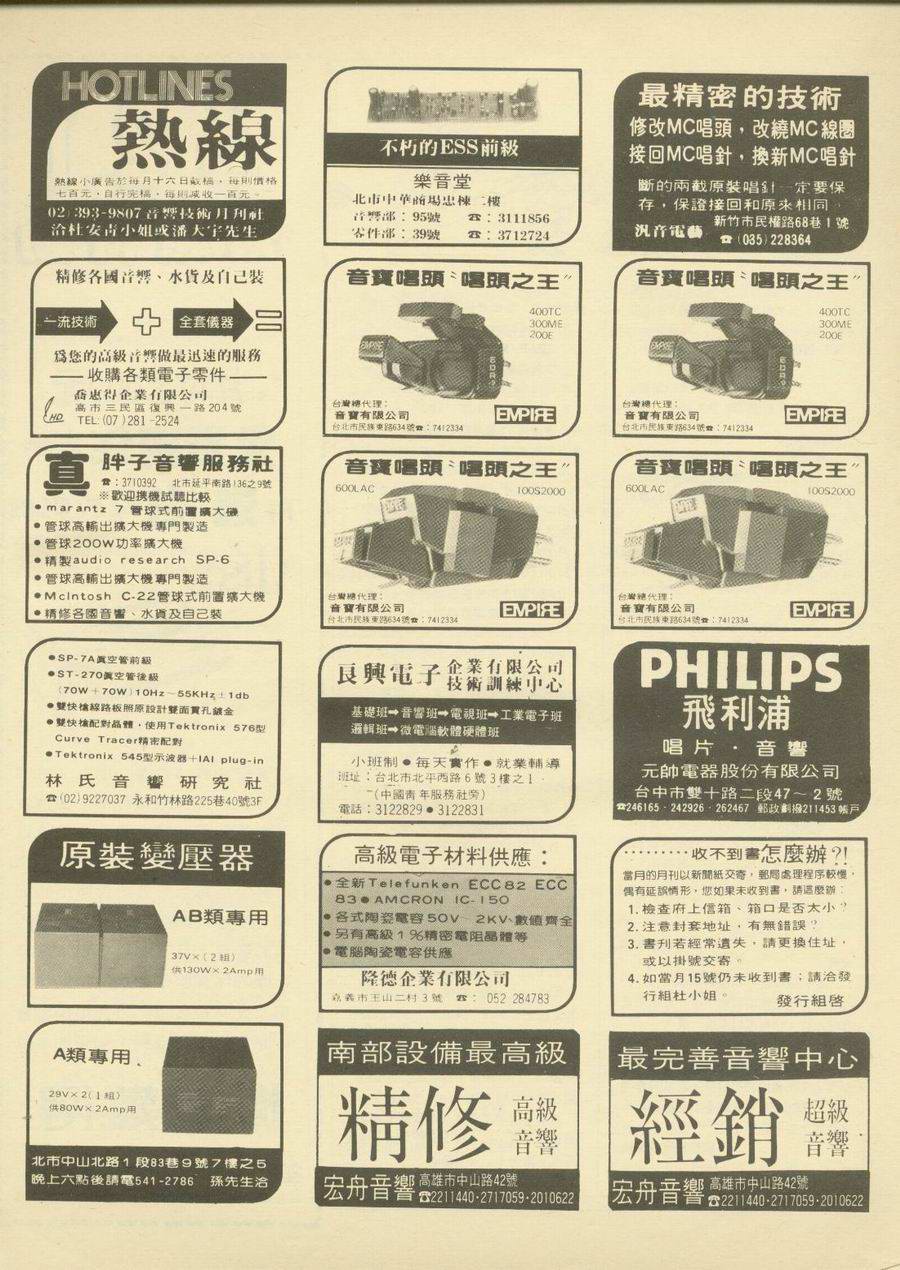 HOTLINES
熱線
熱線小廣告於每月十六日截稿，每則價格
七百元，自行完稿，每則減收一百元。
02)393-9807音響技術月刊社
洽杜安古小姐或潘大宇先生
不朽的ESS前級
樂音堂
北市中華商場忠棟二樓
音響部：95號 ☎：3111856
零件部：39號 ☎：3712724
最精密的技術
修改MC唱頭，改繞MC線圈
接回MC唱針，換新MC唱針
斷的兩截原裝唱針一定要保
存，保證接回和原來相同。
汎音電藝 新竹市民權路68巷1號
☎(035)228364
精修各國音響、水貨及自己裝
一流技術 全套儀器
爲您的高級音響做最迅速的服務
收購各類電子零件
喬惠得企業有限公司
高市三民區復興一路204號
TEL:(07)281-2524
HD
音寶唱頭〝唱頭之王〞
400TC
300ME
200E
EMPIRE
EDR.9
台灣總代理：
音寶有限公司
台北市民族東路634號☎：7412334
EMPIRE
音寶唱頭〝唱頭之王〞
400TC
300ME
200E
EMPIRE
EDR.9
台灣總代理：
音寶有限公司
台北市民族東路634號☎：7412334
EMPIRE
真 胖子音響服務社
☎：3710392 北市延平南路136之9號
※歡迎携機試聽比較
●marantz 7 管球式前置擴大機
●管球高輸出擴大機專門製造
●管球200W功率擴大機
●精製audio research SP-6
●管球高輸出擴大機專門製造
●McIntosh C-22管球式前置擴大機
●精修各國音響、水貨及自己裝
音寶唱頭〝唱頭之王〞
600LAC 100S2000
台灣總代理：
音寶有限公司
台北市民族東路634號☎：7412334
EMPIRE
音寶唱頭〝唱頭之王〞
600LAC 100S2000
台灣總代理：
音寶有限公司
台北市民族東路634號☎：7412334
EMPIRE
●SP-7A眞空管前級
●ST-270眞空管後級
(70W＋70W)10Hz～55KHz±1db
●雙快槍線路板照原設計雙面貫孔鍍金
●雙快槍配對晶體，使用Tektronix 576型
Curve Tracer精密配對
●Tektronix 545型示波器＋IAI plug-in
林氏音響研究社
☎(02)9227037 永和竹林路225巷40號3F
良興電子 企業有限公司
技術訓練中心
基礎班➡音響班➡電視班➡工業電子班
邏輯班➡微電腦軟體硬體班
小班制●每天實作●就業輔導
班址：台北市北平西路6號3樓之1
(中國青年服務社旁)
電話：3122829●3122831
PHILIPS
飛利浦
唱片．音響
元帥電器股份有限公司
台中市雙十路二段47～2號
☎246165．242926．262467 郵政劃撥211453帳戶
原裝變壓器
AB類專用
37V×(2組)
供130W×2Amp用
高級電子材料供應：
●全新Telefunken ECC82 ECC
83●AMCRON IC-150
●各式陶瓷電容50V～2KV、數値齊全
●另有高級1%精密電阻晶體等
●電腦陶瓷電容供應
隆德企業有限公司
嘉義市王山二村3號 ☎：052 284783
………收不到書怎麼辦?!
當月的月刊以新聞紙交寄，郵局處理程序較慢，
偶有延誤情形，您如果未收到書，請這麼辦：
1.檢查府上信箱、箱口是否太小？
2.注意封套地址，有無錯誤？
3.書刊若經常遺失，請更換住址，
或以掛號交寄。
4.如當月15號仍未收到書；請洽發
行組杜小姐。 發行組啓
A類專用
29V×2(1組)
供80W×2Amp用
北市中山北路1段83巷9號7樓之5
晚上六點後請電541-2786 孫先生洽
南部設備最高級
精修 高級
音響
宏舟音響 高雄市中山路42號
☎2211440·2717059·2010622
最完善音響中心
經銷 超級
音響
宏舟音響 高雄市中山路42號
☎2211440·2717059·2010622